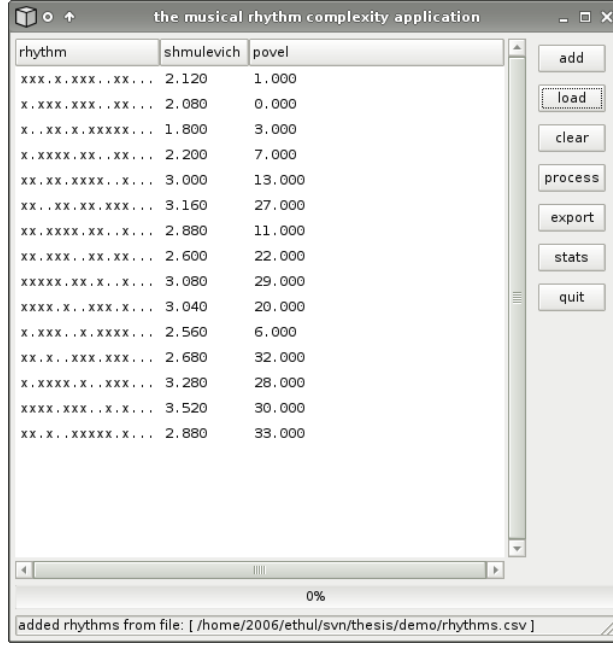 the musical rhythm complexity application
rhythm shmulevich povel
xxx.x.xxx..xx... 2.120 1.000
x.xxx.xxx..xx... 2.080 0.000
x..xx.x.xxxxx... 1.800 3.000
x.xxxx.xx..xx... 2.200 7.000
xx.xx.xxxx..x... 3.000 13.000
xx..xx.xx.xxx... 3.160 27.000
xx.xxxx.xx..x... 2.880 11.000
xx.xxx..xx.xx... 2.600 22.000
xxxxx.xx.x..x... 3.080 29.000
xxxx.x..xxx.x... 3.040 20.000
x.xxx..x.xxxx... 2.560 6.000
xx.x..xxx.xxx... 2.680 32.000
x.xxxx.x..xxx... 3.280 28.000
xxxx.xxx..x.x... 3.520 30.000
xx.x..xxxxx.x... 2.880 33.000
add
load
clear
process
export
stats
quit
0%
added rhythms from file: [ /home/2006/ethul/svn/thesis/demo/rhythms.csv ]